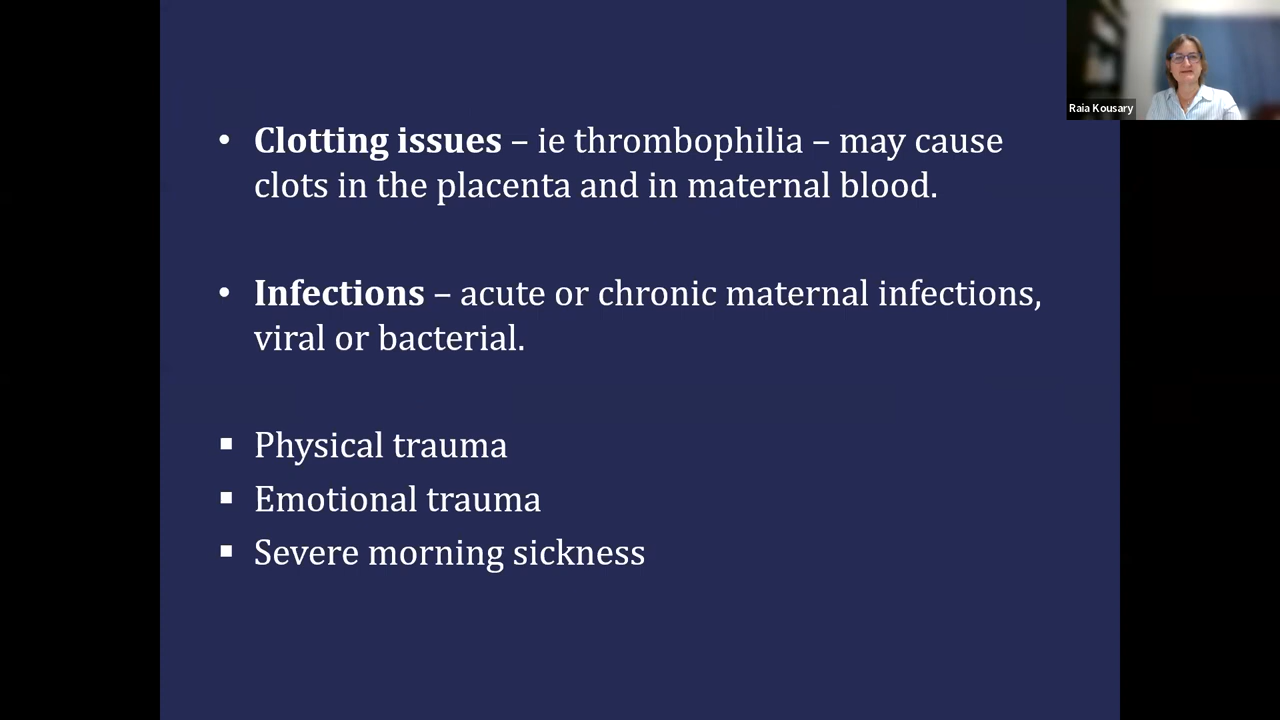 Raia Kousary
• Clotting issues – ie thrombophilia – may cause
clots in the placenta and in maternal blood.
• Infections – acute or chronic maternal infections,
viral or bacterial.
▪ Physical trauma
▪ Emotional trauma
▪ Severe morning sickness